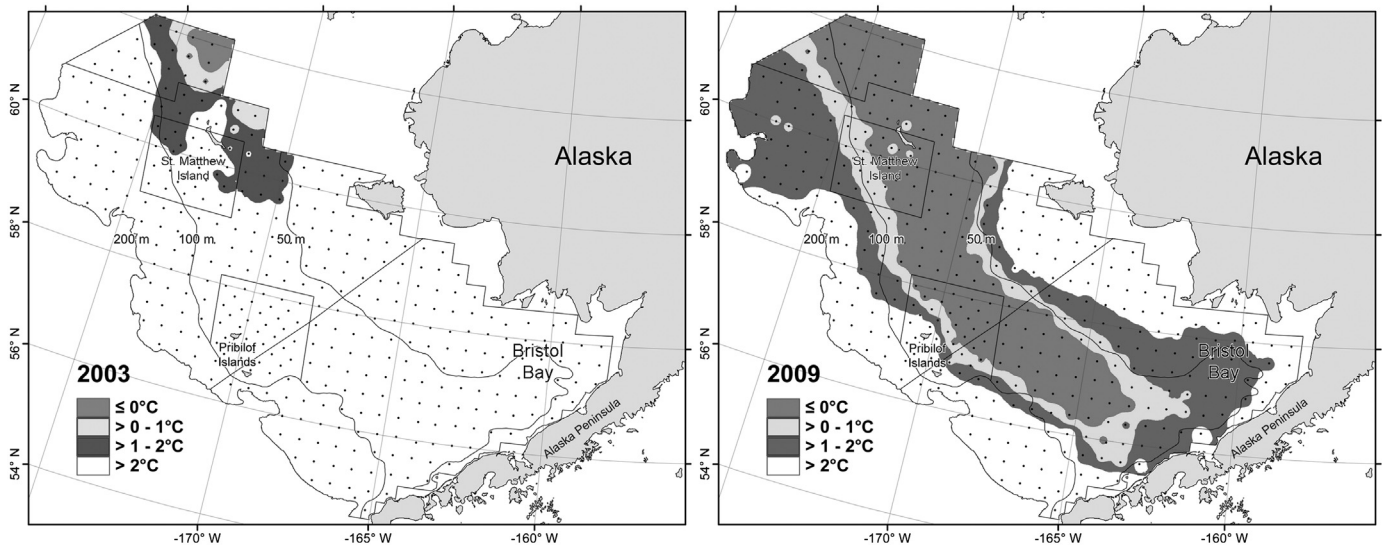 60° N
58° N
56° N
54° N
Alaska
St. Matthew
Island
200 m
100 m
50 m
Pribilof
Islands
Bristol
Bay
Alaska Peninsula
2003
≤ 0°C
> 0 - 1°C
> 1 - 2°C
> 2°C
-170° W
-165° W
-160° W
60° N
58° N
56° N
54° N
Alaska
St. Matthew
Island
200 m
100 m
50 m
Pribilof
Islands
Bristol
Bay
Alaska Peninsula
2009
≤ 0°C
> 0 - 1°C
> 1 - 2°C
> 2°C
-170° W
-165° W
-160° W